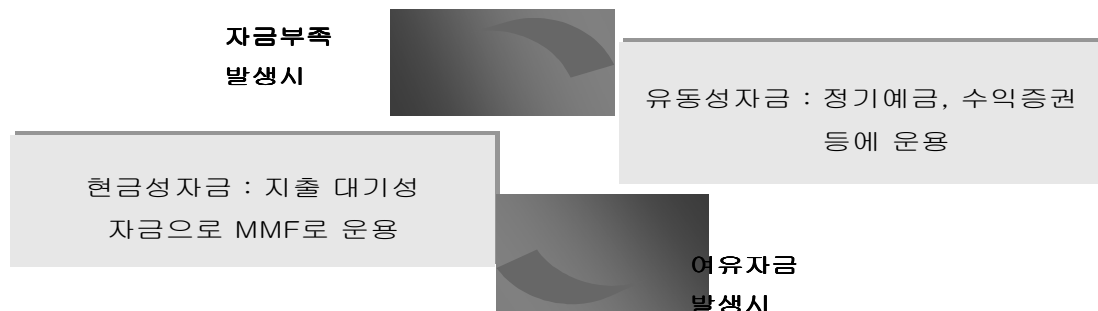 자금부족
발생시
유동성자금 : 정기예금, 수익증권
등에 운용
현금성자금 : 지출 대기성
자금으로 MMF로 운용
여유자금
발생시